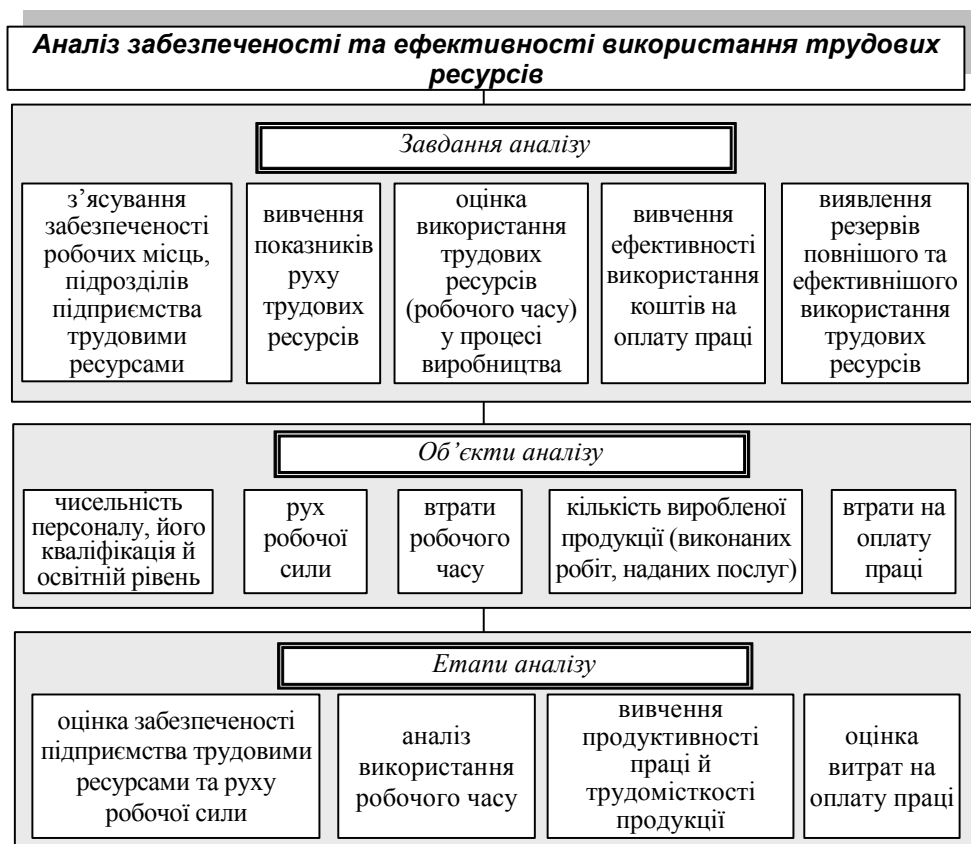 Аналіз забезпеченості та ефективності використання трудових
ресурсів
Завдання аналізу
з’ясування
забезпеченості
робочих місць,
підрозділів
підприємства
трудовими
ресурсами
вивчення
показників
руху
трудових
ресурсів
оцінка
використання
трудових
ресурсів
(робочого часу)
у процесі
виробництва
вивчення
ефективності
використання
коштів на
оплату праці
виявлення
резервів
повнішого та
ефективнішого
використання
трудових
ресурсів
Об’єкти аналізу
чисельність
персоналу, його
кваліфікація й
освітній рівень
рух
робочої
сили
втрати
робочого
часу
кількість виробленої
продукції (виконаних
робіт, наданих послуг)
втрати на
оплату
праці
Етапи аналізу
оцінка забезпеченості
підприємства трудовими
ресурсами та руху
робочої сили
аналіз
використання
робочого часу
вивчення
продуктивності
праці й
трудомісткості
продукції
оцінка
витрат на
оплату праці